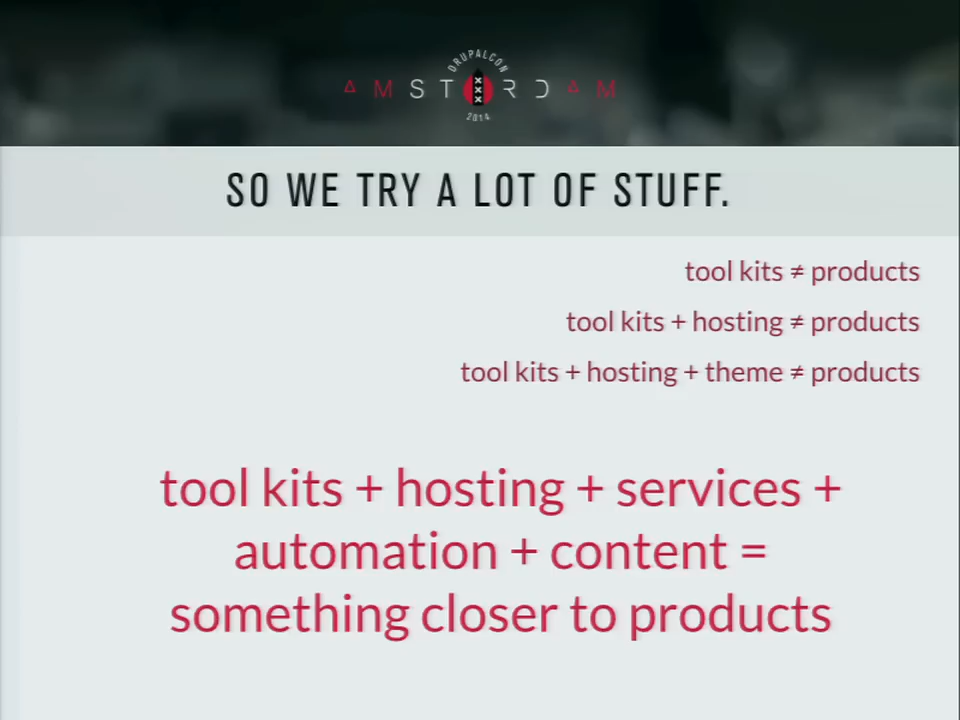 DRUPALCON
AMSTERDAM
2014
SO WE TRY A LOT OF STUFF.
tool kits ≠ products
tool kits + hosting ≠ products
tool kits + hosting + theme ≠ products
tool kits + hosting + services +
automation + content =
something closer to products